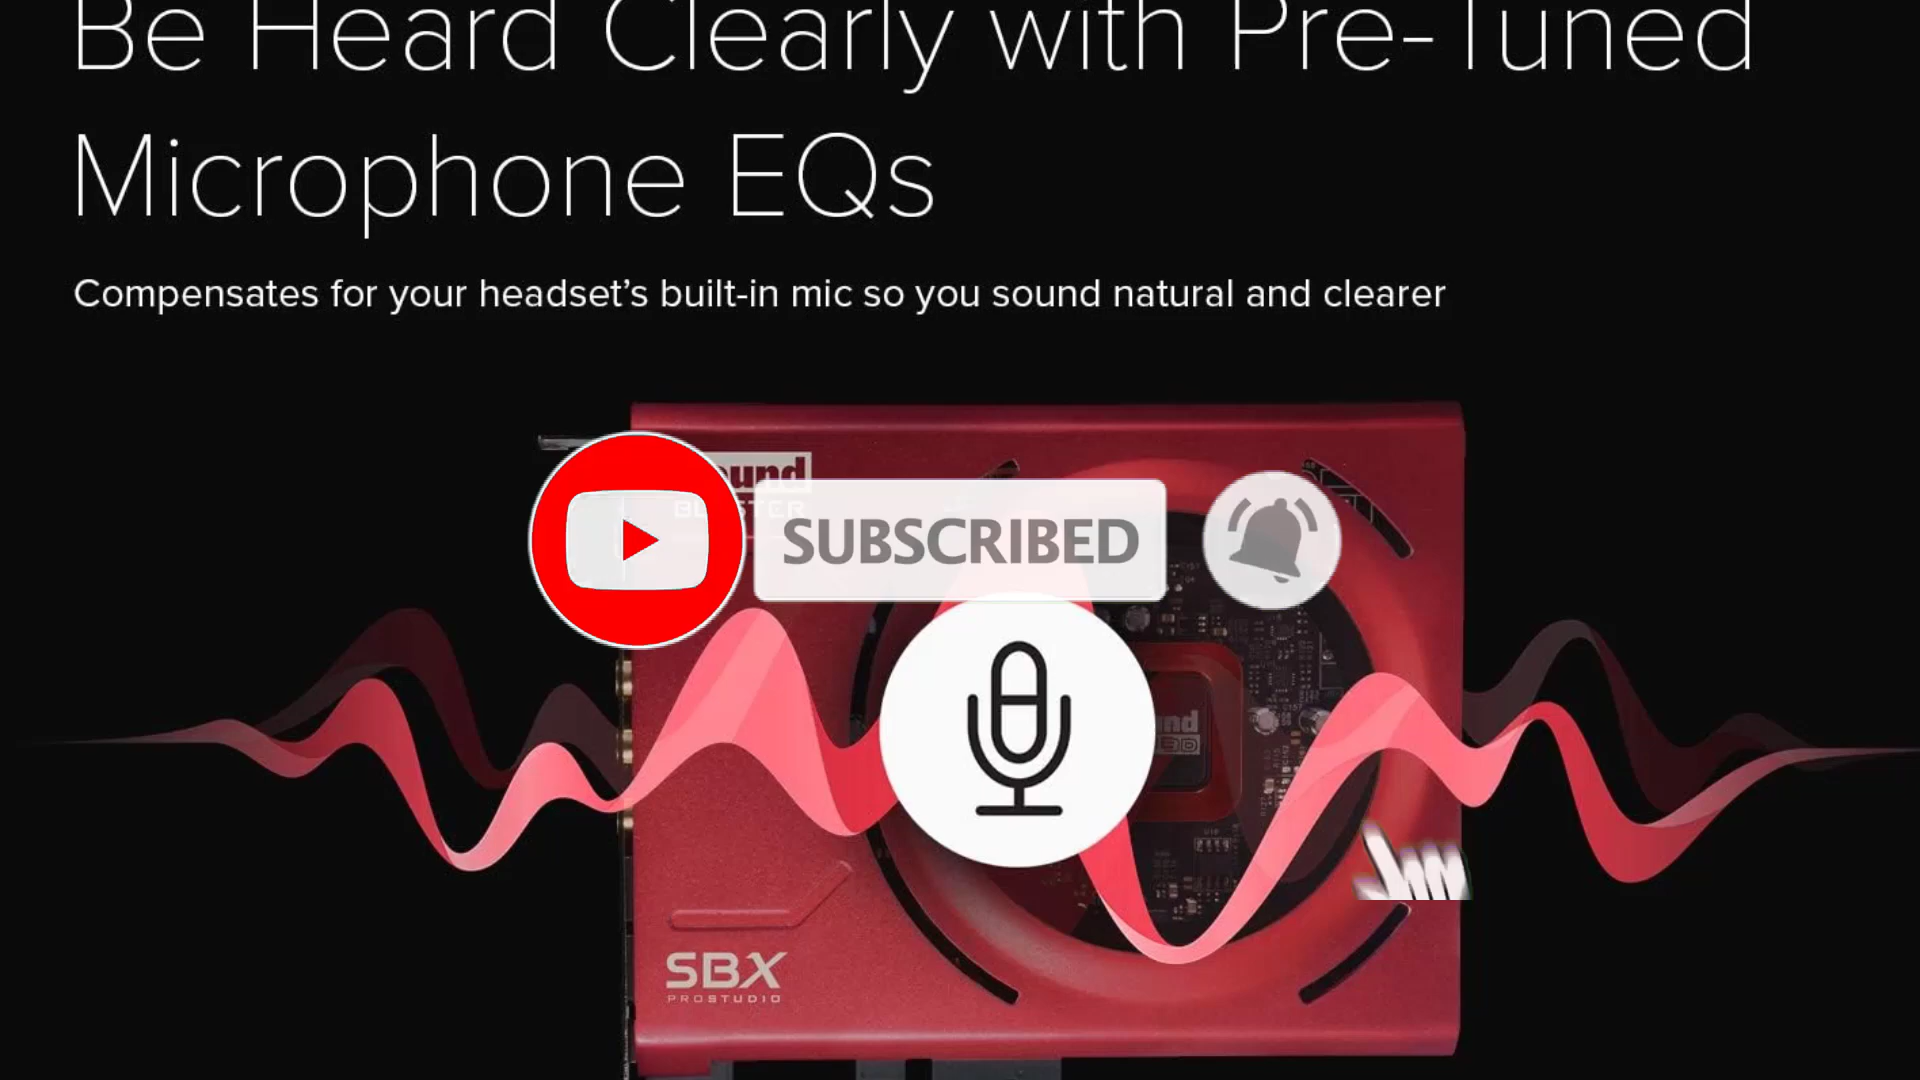 Be Heard Clearly with Pre-Tuned
Microphone EQs
Compensates for your headset’s built-in mic so you sound natural and clearer
SUBSCRIBED
SBX
PROSTUDIO